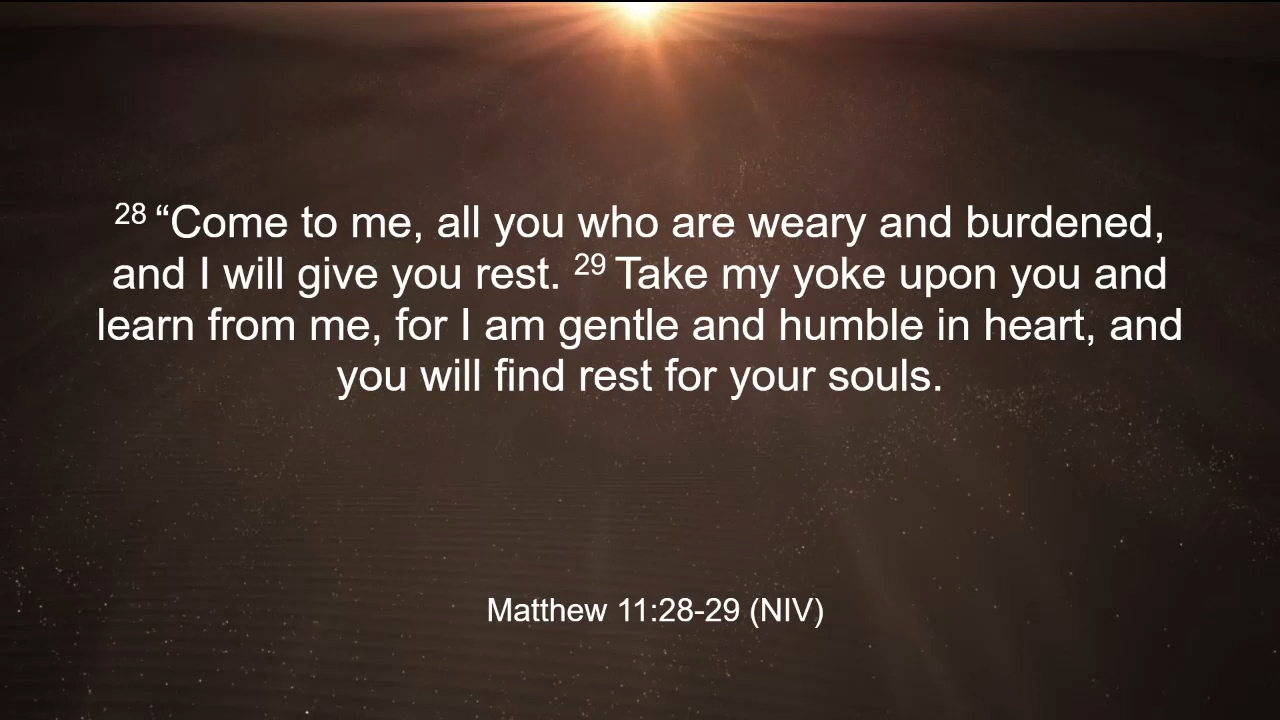 28 “Come to me, all you who are weary and burdened,
and I will give you rest. 29 Take my yoke upon you and
learn from me, for I am gentle and humble in heart, and
you will find rest for your souls.
Matthew 11:28-29 (NIV)